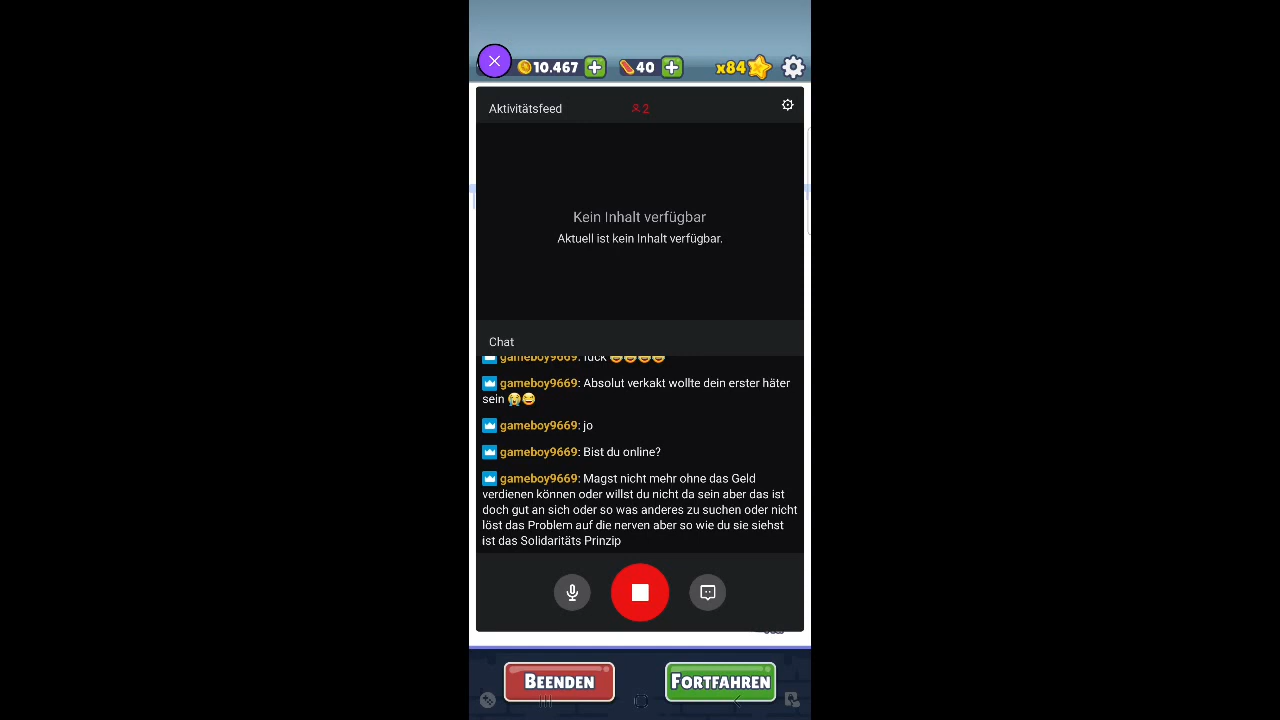 10.467 40 x84
Aktivitätsfeed 2
Kein Inhalt verfügbar
Aktuell ist kein Inhalt verfügbar.
Chat
gameboy9669: fuck 😂😂😂😂
gameboy9669: Absolut verkakt wollte dein erster häter
sein 😭😂
gameboy9669: jo
gameboy9669: Bist du online?
gameboy9669: Magst nicht mehr ohne das Geld
verdienen können oder willst du nicht da sein aber das ist
doch gut an sich oder so was anderes zu suchen oder nicht
löst das Problem auf die nerven aber so wie du sie siehst
ist das Solidaritäts Prinzip
BEENDEN FORTFAHREN